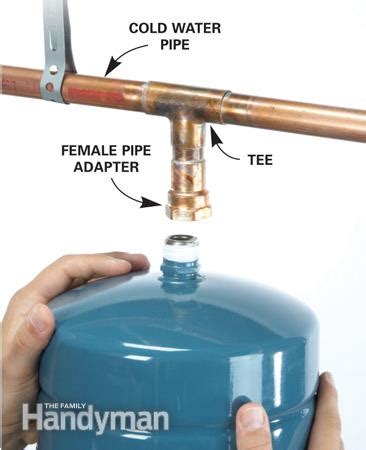 COLD WATER
PIPE
FEMALE PIPE
ADAPTER
TEE
THE FAMILY
Handyman